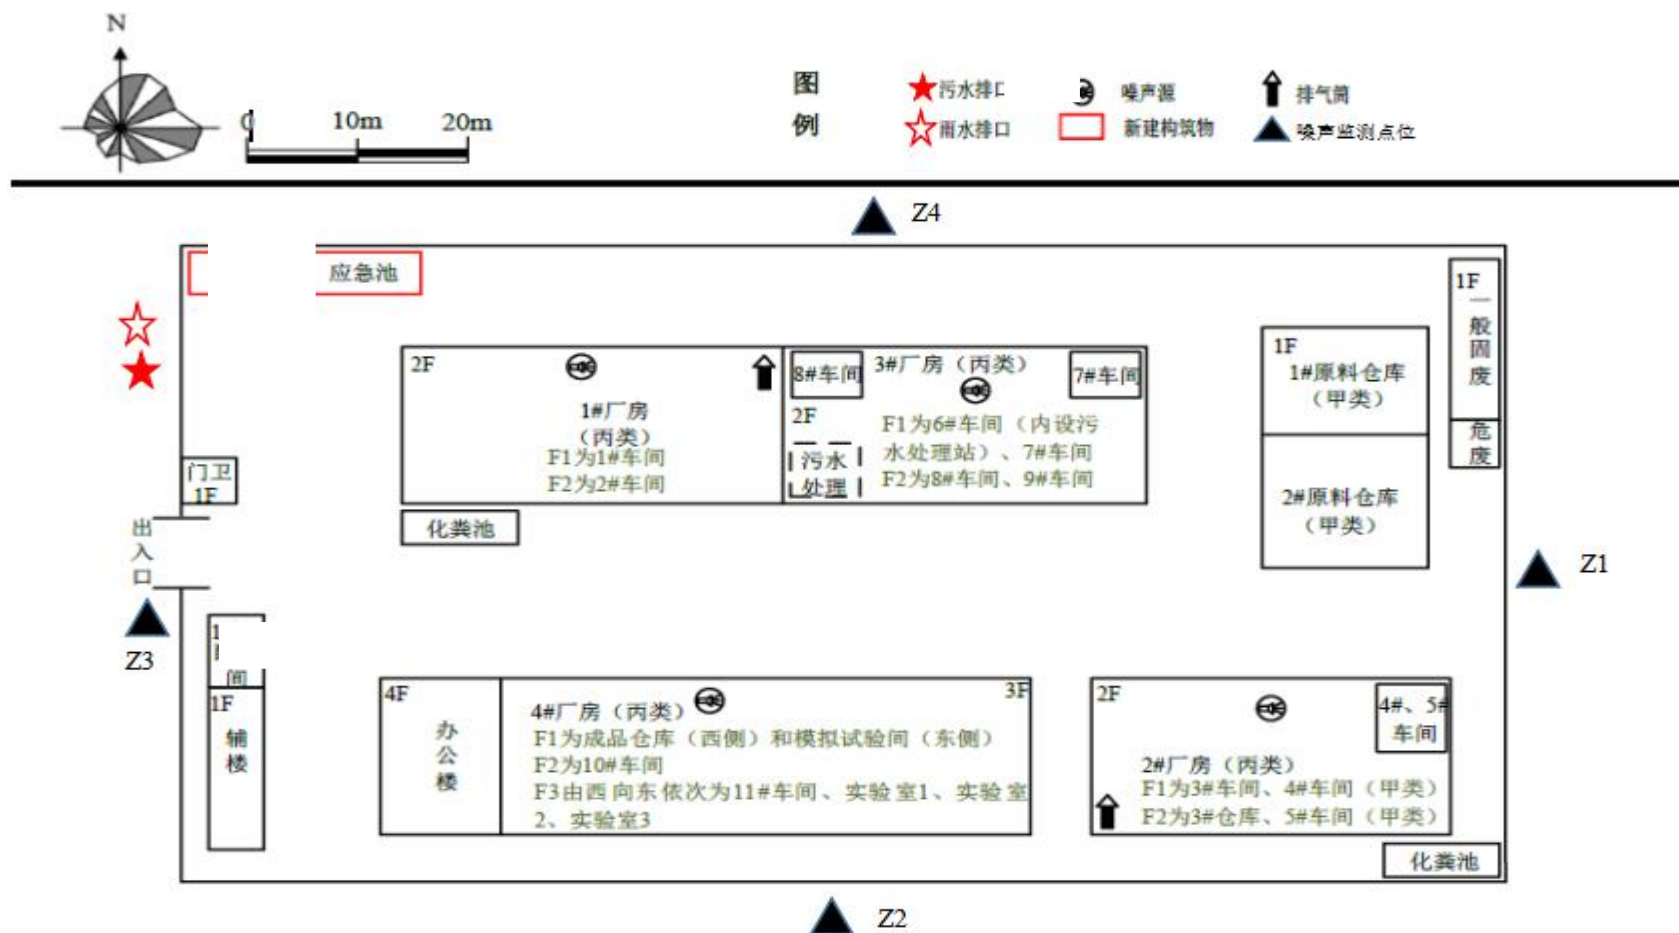 N
0
10m
20m
图
例
污水排口
噪声源
排气筒
雨水排口
新建构筑物
噪声监测点位
Z4
应急池
1F
一般固废
危废
2F
1#厂房
（丙类）
F1为1#车间
F2为2#车间
8#车间
3#厂房（丙类）
7#车间
2F
F1为6#车间（内设污
水处理站）、7#车间
F2为8#车间、9#车间
污水
处理
1F
1#原料仓库
（甲类）
2#原料仓库
（甲类）
门卫
1F
化粪池
出入口
Z1
Z3
间
1F
辅楼
4F
办公楼
4#厂房（丙类）
3F
F1为成品仓库（西侧）和模拟试验间（东侧）
F2为10#车间
F3由西向东依次为11#车间、实验室1、实验室
2、实验室3
2F
4#、5#
车间
2#厂房（丙类）
F1为3#车间、4#车间（甲类）
F2为3#仓库、5#车间（甲类）
化粪池
Z2